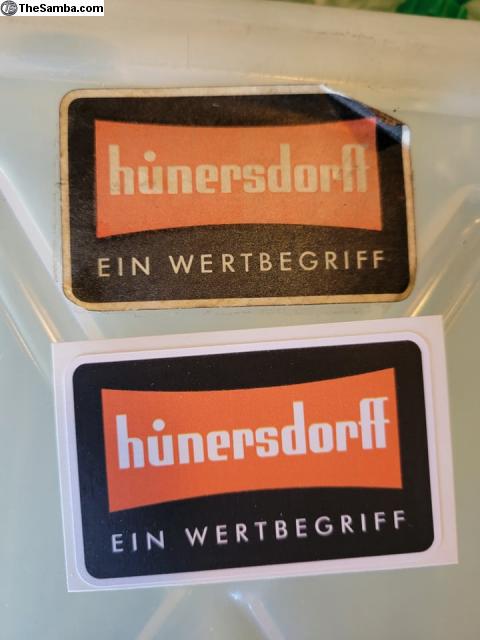 TheSamba.com
hünersdorff
EIN WERTBEGRIFF
hünersdorff
EIN WERTBEGRIFF